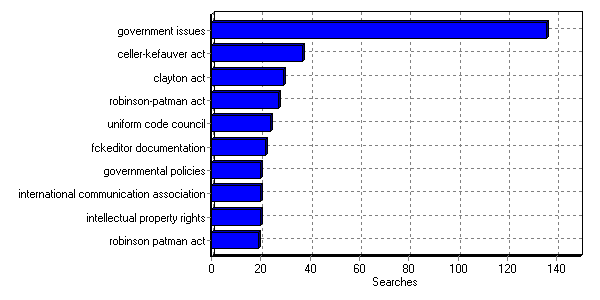 government issues
celler-kefauver act
clayton act
robinson-patman act
uniform code council
fckeditor documentation
governmental policies
international communication association
intellectual property rights
robinson patman act
0 20 40 60 80 100 120 140
Searches